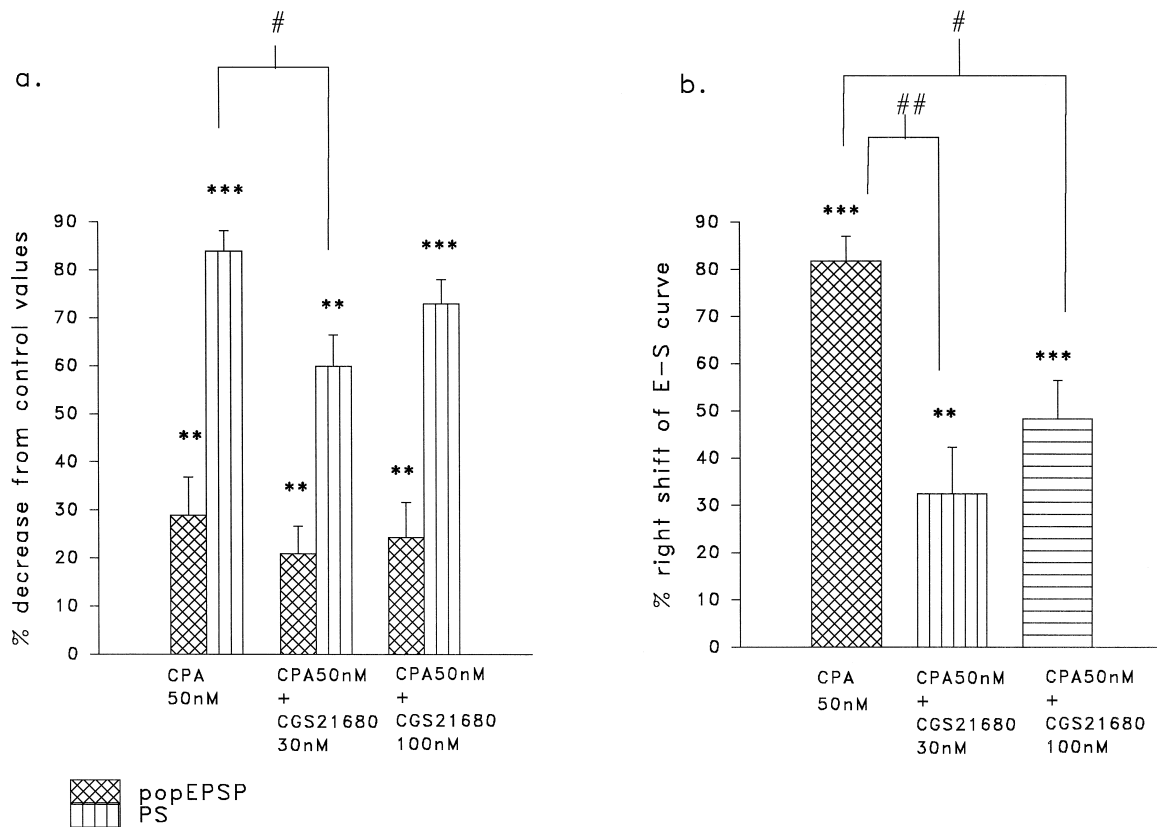 a.
#
% decrease from control values
90
80
70
60
50
40
30
20
10
0
**
***
**
**
**
***
CPA
50nM
CPA50nM
+
CGS21680
30nM
CPA50nM
+
CGS21680
100nM
popEPSP
PS
b.
#
##
% right shift of E-S curve
90
80
70
60
50
40
30
20
10
0
***
**
***
CPA
50nM
CPA50nM
+
CGS21680
30nM
CPA50nM
+
CGS21680
100nM